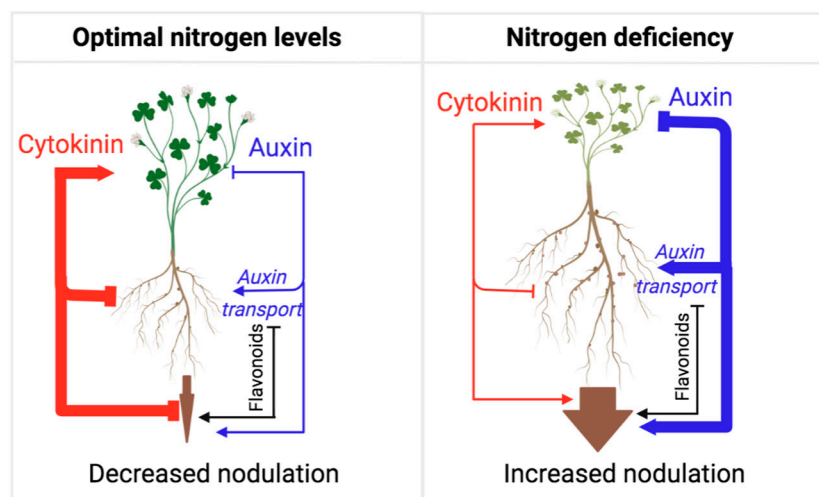 Optimal nitrogen levels
Cytokinin
Auxin
Auxin
transport
Flavonoids
Decreased nodulation
Nitrogen deficiency
Cytokinin
Auxin
Auxin
transport
Flavonoids
Increased nodulation